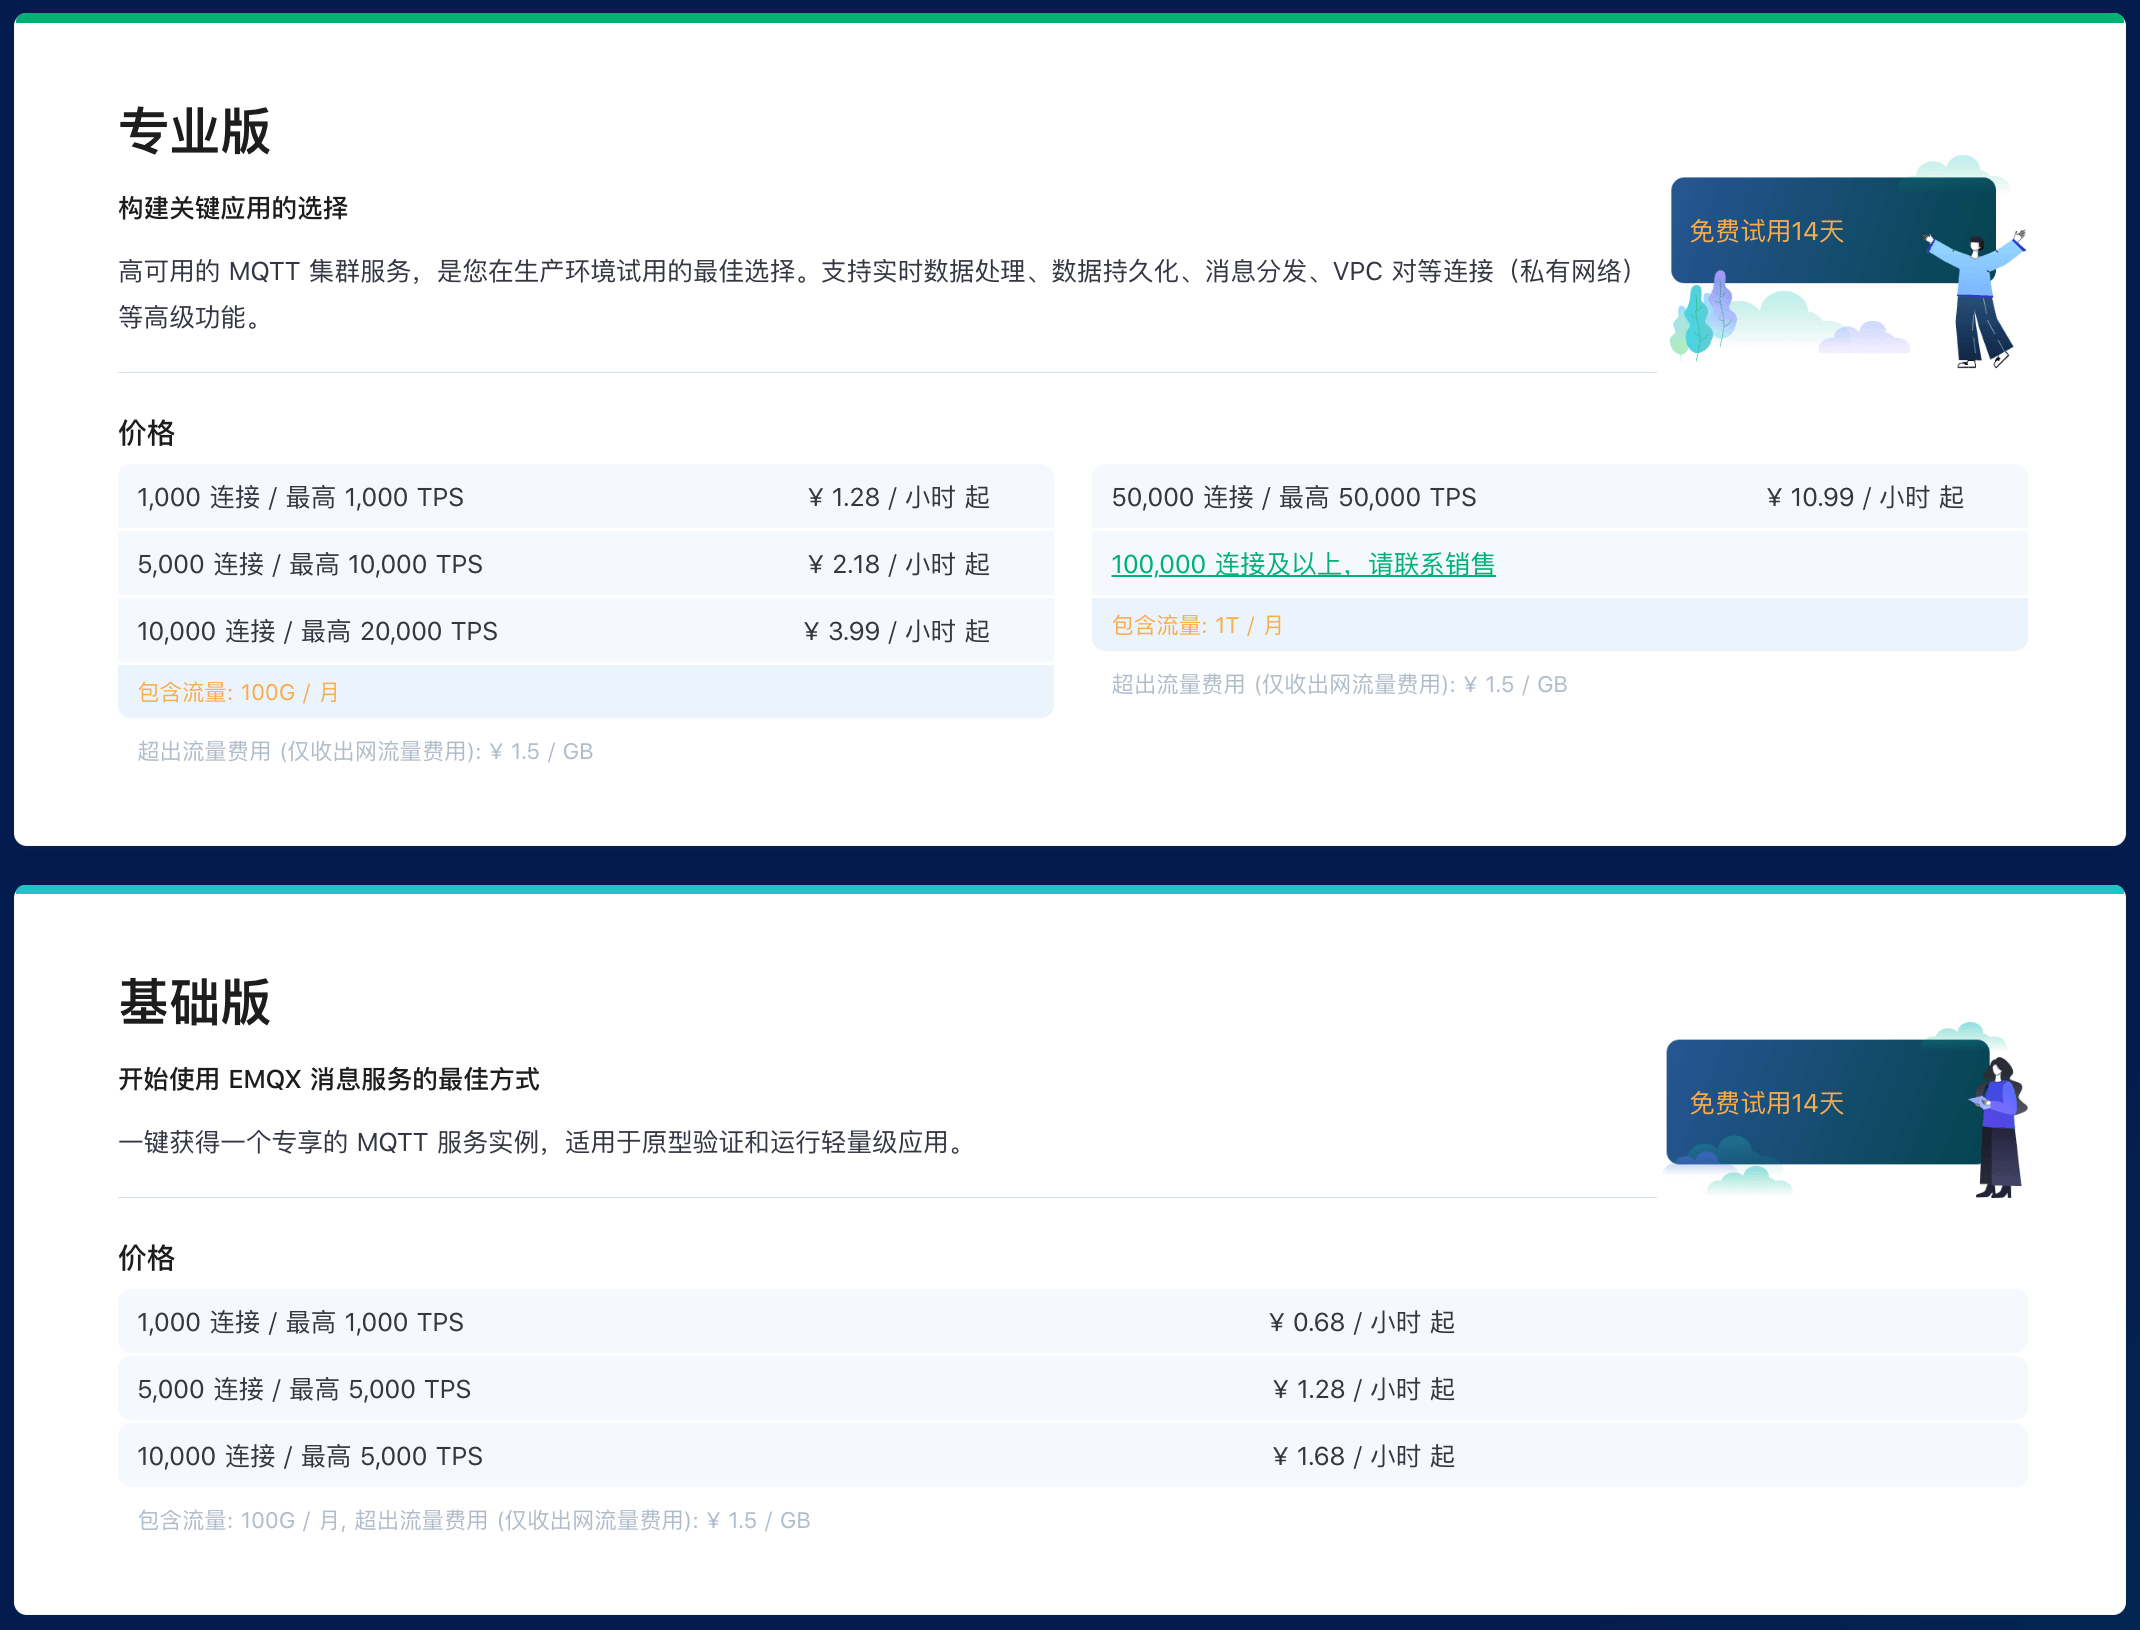 专业版
构建关键应用的选择
高可用的 MQTT 集群服务，是您在生产环境试用的最佳选择。支持实时数据处理、数据持久化、消息分发、VPC 对等连接（私有网络）
等高级功能。
免费试用14天
价格
1,000 连接 / 最高 1,000 TPS ¥ 1.28 / 小时 起
5,000 连接 / 最高 10,000 TPS ¥ 2.18 / 小时 起
10,000 连接 / 最高 20,000 TPS ¥ 3.99 / 小时 起
包含流量: 100G / 月
超出流量费用 (仅收出网流量费用): ¥ 1.5 / GB
50,000 连接 / 最高 50,000 TPS ¥ 10.99 / 小时 起
100,000 连接及以上，请联系销售
包含流量: 1T / 月
超出流量费用 (仅收出网流量费用): ¥ 1.5 / GB
基础版
开始使用 EMQX 消息服务的最佳方式
一键获得一个专享的 MQTT 服务实例，适用于原型验证和运行轻量级应用。
免费试用14天
价格
1,000 连接 / 最高 1,000 TPS ¥ 0.68 / 小时 起
5,000 连接 / 最高 5,000 TPS ¥ 1.28 / 小时 起
10,000 连接 / 最高 5,000 TPS ¥ 1.68 / 小时 起
包含流量: 100G / 月, 超出流量费用 (仅收出网流量费用): ¥ 1.5 / GB